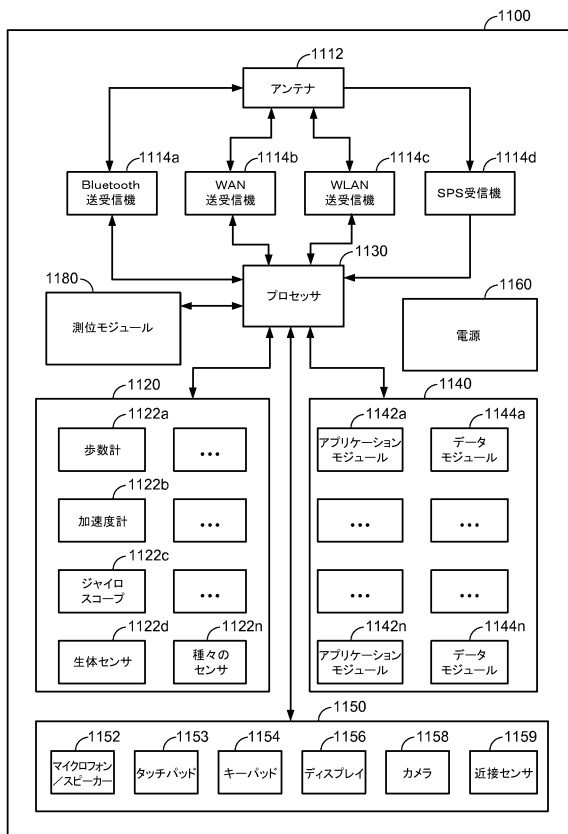 1100
1112
アンテナ
1114a
Bluetooth
送受信機
1114b
WAN
送受信機
1114c
WLAN
送受信機
1114d
SPS受信機
1130
プロセッサ
1180
測位モジュール
1160
電源
1120
1122a
歩数計
...
1122b
加速度計
...
1122c
ジャイロ
スコープ
...
1122d
生体センサ
1122n
種々の
センサ
1140
1142a
アプリケーション
モジュール
1144a
データ
モジュール
...
...
...
...
1142n
アプリケーション
モジュール
1144n
データ
モジュール
1150
1152
マイクロフォン
/スピーカー
1153
タッチパッド
1154
キーパッド
1156
ディスプレイ
1158
カメラ
1159
近接センサ